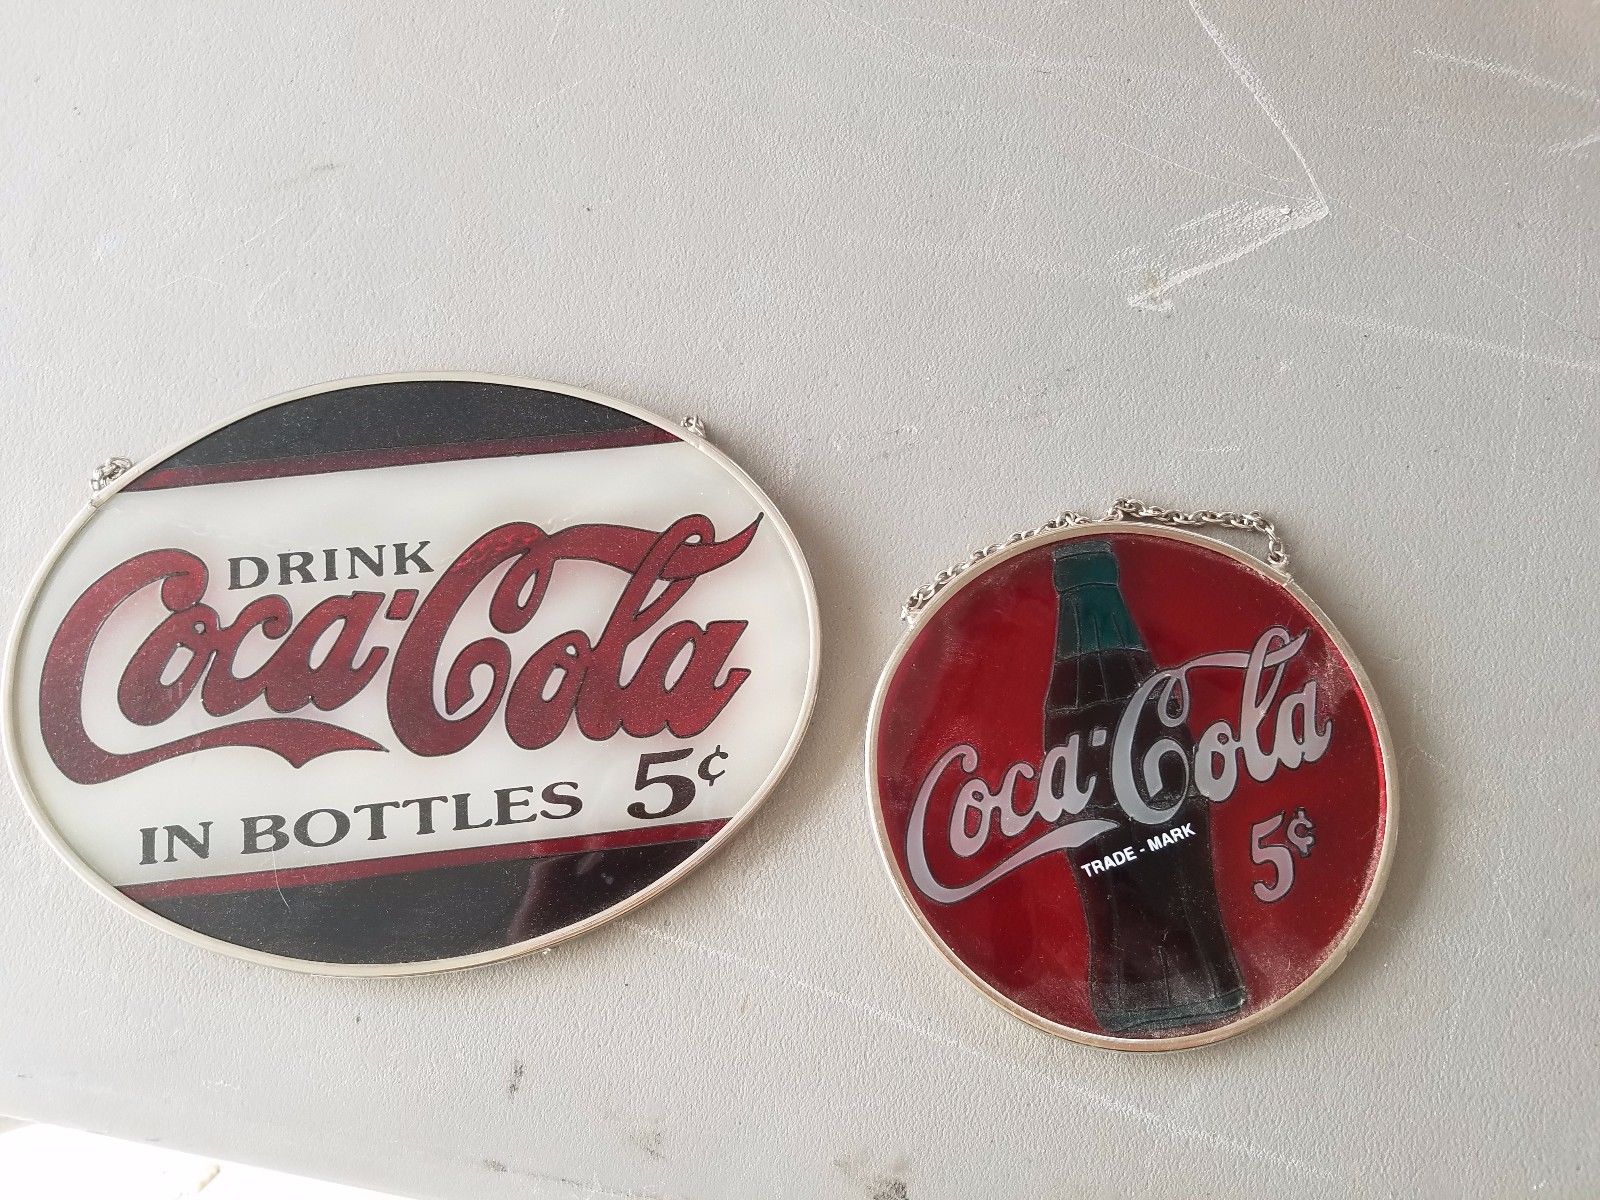 DRINK
Coca-Cola
IN BOTTLES 5¢
Coca-Cola
TRADE - MARK
5¢